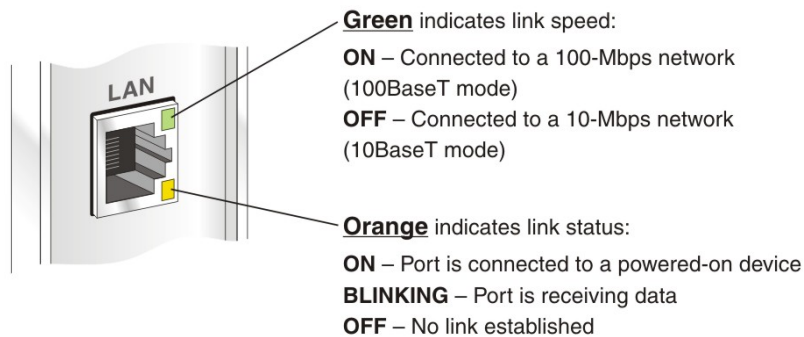 LAN
Green indicates link speed:
ON – Connected to a 100-Mbps network
(100BaseT mode)
OFF – Connected to a 10-Mbps network
(10BaseT mode)
Orange indicates link status:
ON – Port is connected to a powered-on device
BLINKING – Port is receiving data
OFF – No link established